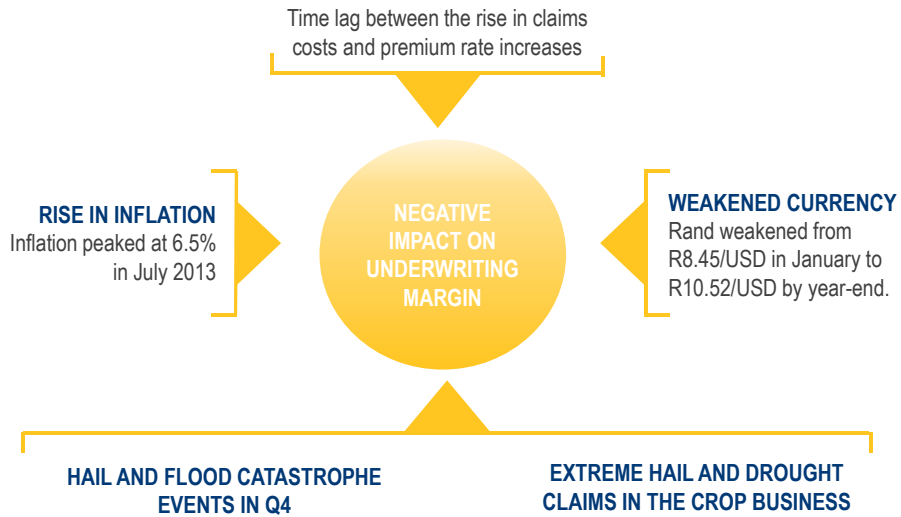 Time lag between the rise in claims
costs and premium rate increases
RISE IN INFLATION
Inflation peaked at 6.5%
in July 2013
NEGATIVE
IMPACT ON
UNDERWRITING
MARGIN
WEAKENED CURRENCY
Rand weakened from
R8.45/USD in January to
R10.52/USD by year-end.
HAIL AND FLOOD CATASTROPHE
EVENTS IN Q4
EXTREME HAIL AND DROUGHT
CLAIMS IN THE CROP BUSINESS